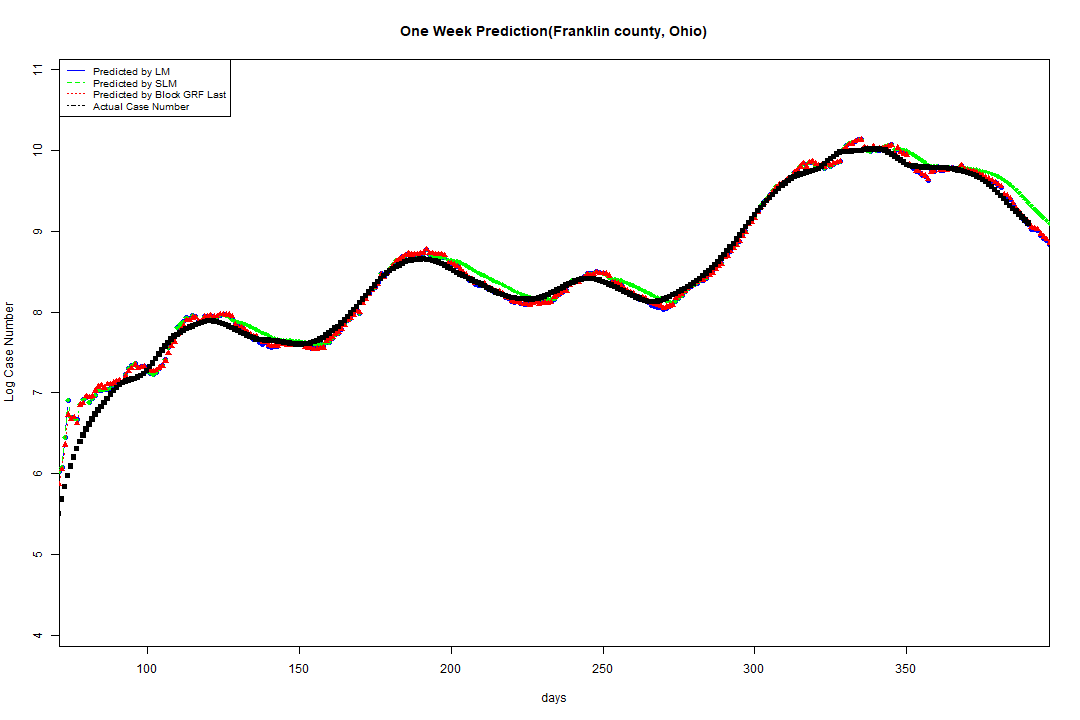 One Week Prediction(Franklin county, Ohio)
Predicted by LM
Predicted by SLM
Predicted by Block GRF Last
Actual Case Number
Log Case Number
11
10
9
8
7
6
5
4
100 150 200 250 300 350
days